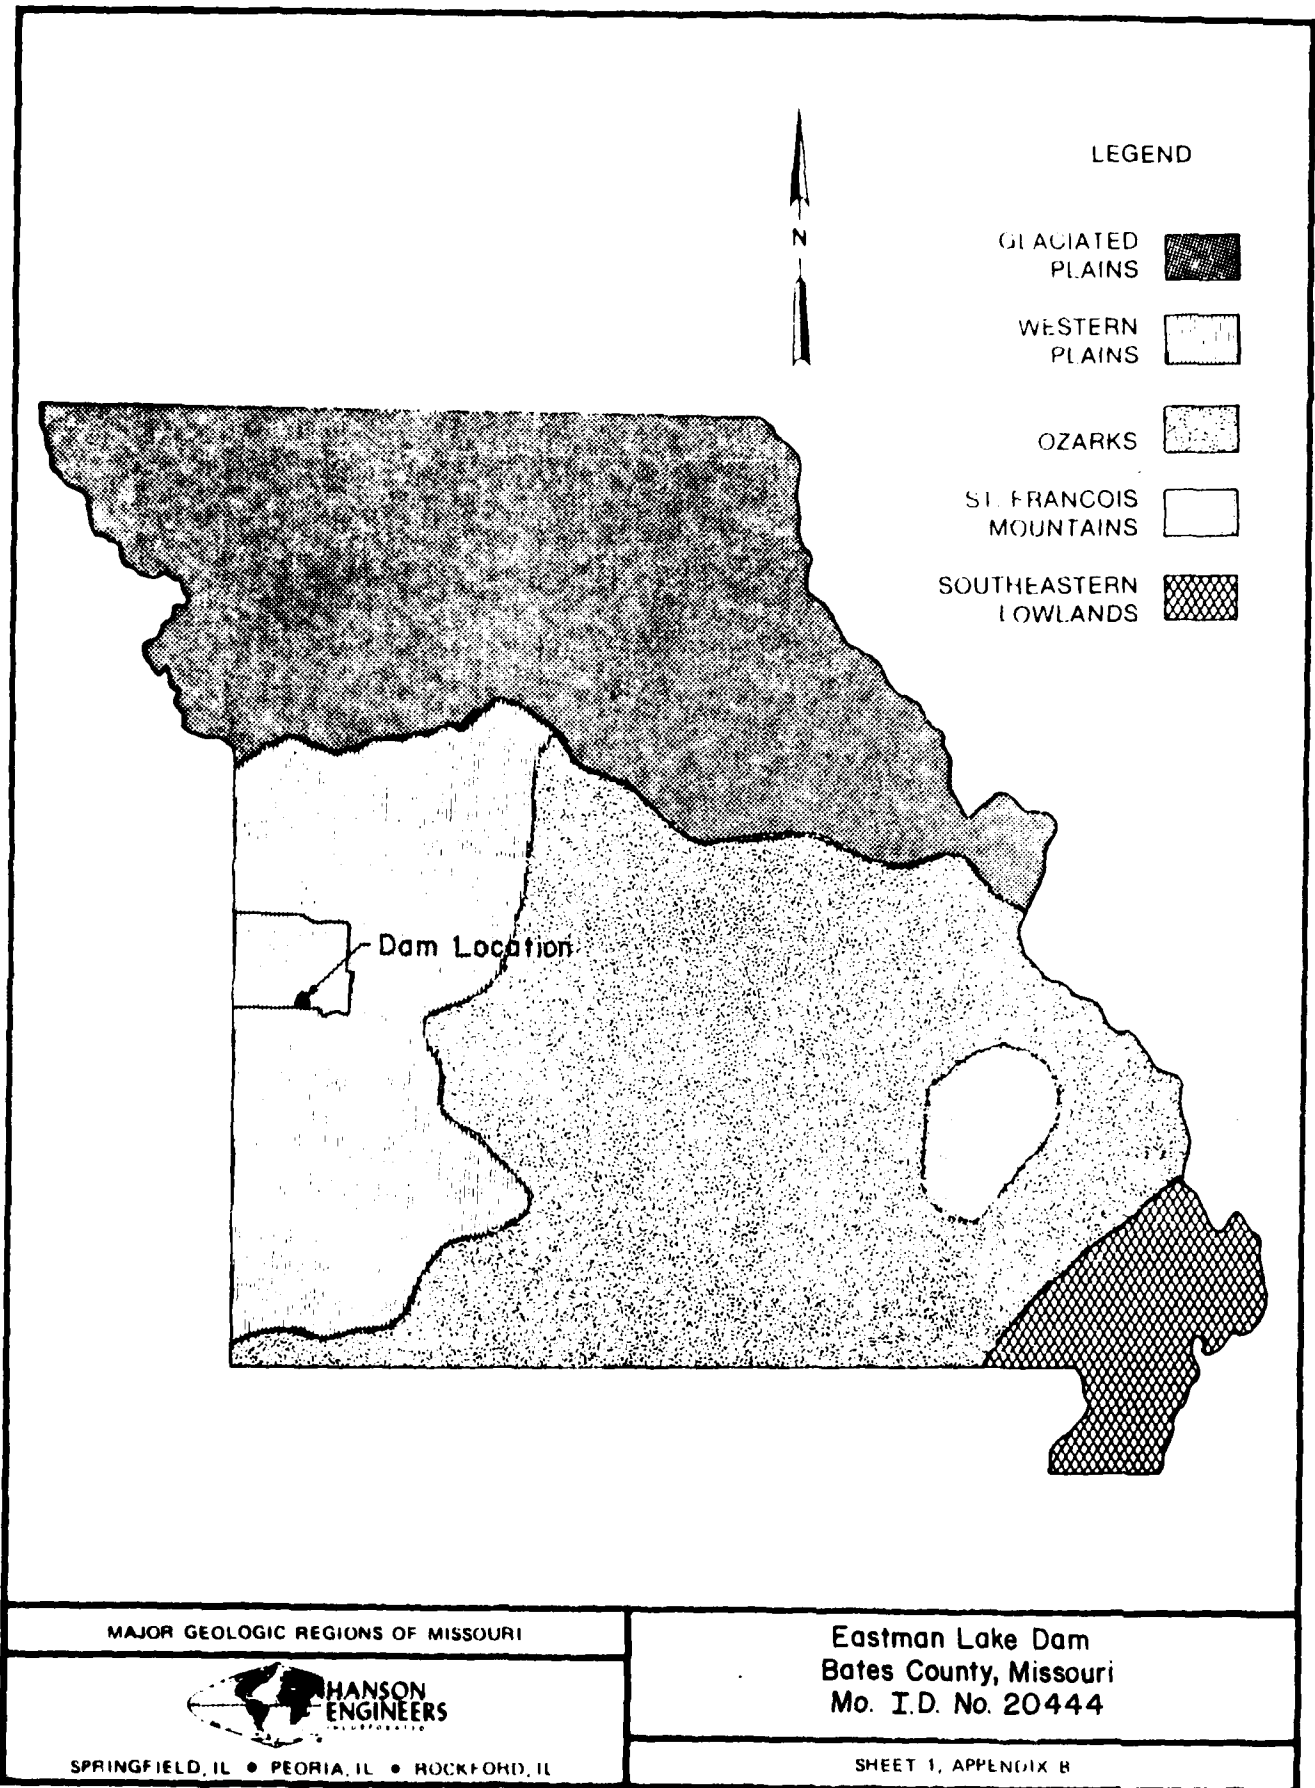 LEGEND
N
GLACIATED
PLAINS
WESTERN
PLAINS
OZARKS
ST. FRANCOIS
MOUNTAINS
SOUTHEASTERN
LOWLANDS
Dam Location
MAJOR GEOLOGIC REGIONS OF MISSOURI
HANSON
ENGINEERS
INCORPORATED
SPRINGFIELD, IL ● PEORIA, IL ● ROCKFORD, IL
Eastman Lake Dam
Bates County, Missouri
Mo. I.D. No. 20444
SHEET 1, APPENDIX B